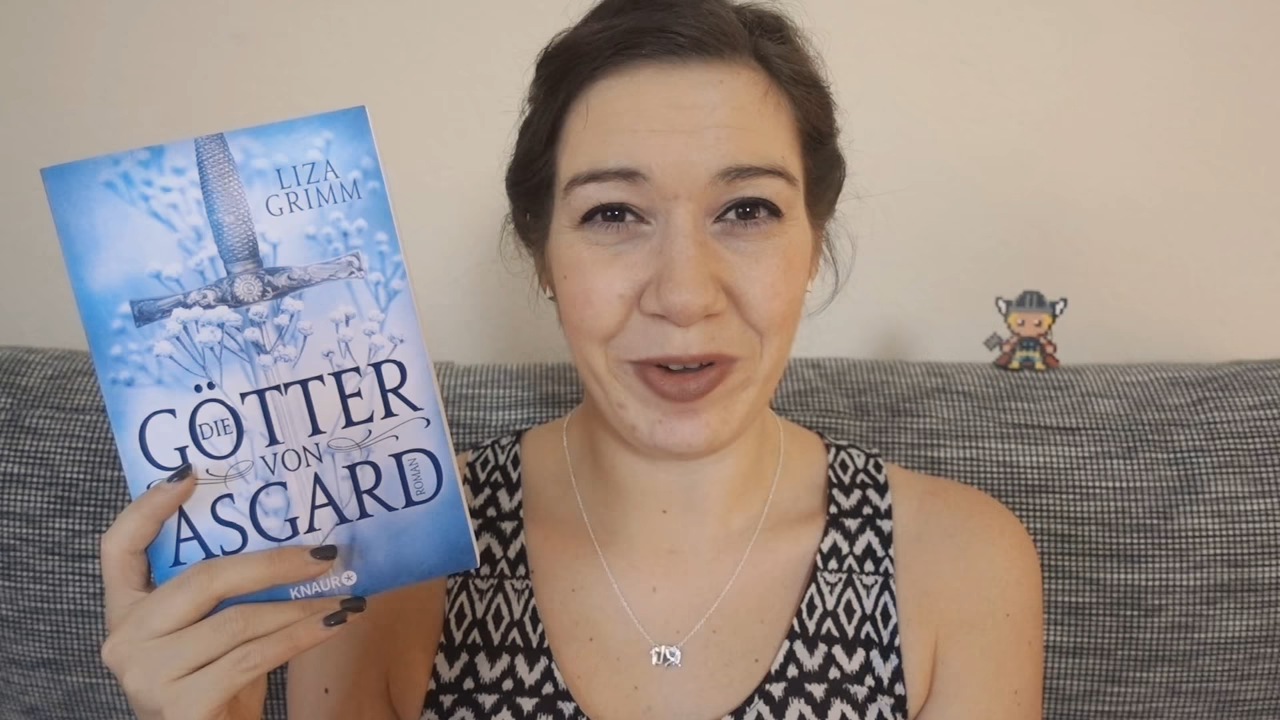 LIZA
GRIMM
DIE
GÖTTER
VON
ASGARD
ROMAN
KNAUR